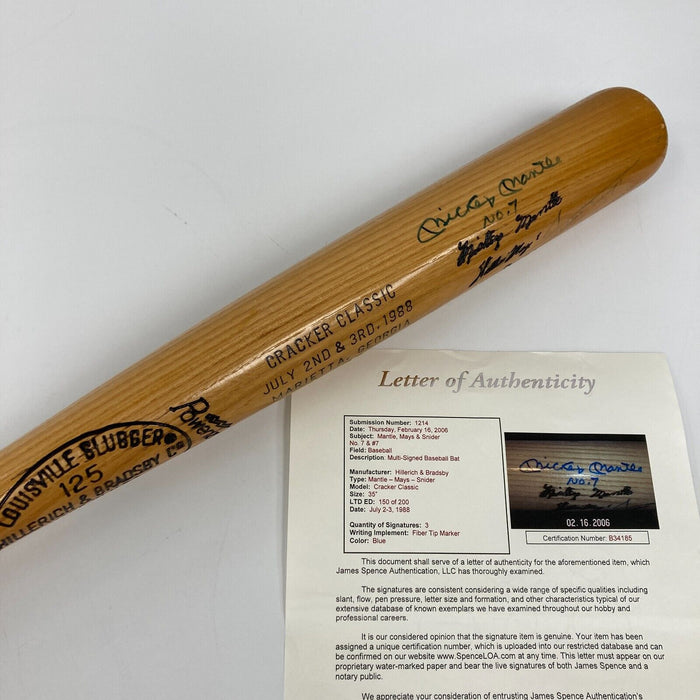 Mickey Mantle
No. 7
Mickey Mantle
Willie Mays
CRACKER CLASSIC
JULY 2ND & 3RD, 1988
MARIETTA, GEORGIA
LOUISVILLE SLUGGER
125
HILLERICH & BRADSBY Co
Powerized
Letter of Authenticity
Submission Number: 1214
Date: Thursday, February 16, 2006
Subject: Mantle, Mays & Snider
No. 7 & #7
Field: Baseball
Description: Multi-Signed Baseball Bat
Manufacturer: Hillerich & Bradsby
Type: Mantle – Mays – Snider
Model: Cracker Classic
Size: 35"
LTD ED: 150 of 200
Date: July 2-3, 1988
Quantity of Signatures: 3
Writing Implement: Fiber Tip Marker
Color: Blue
Mickey Mantle
No. 7
Mickey Mantle
02.16.2006
Certification Number: B34185
This document shall serve of a letter of authenticity for the aforementioned item, which
James Spence Authentication, LLC has thoroughly examined.
The signatures are consistent considering a wide range of specific qualities including
slant, flow, pen pressure, letter size and formation, and other characteristics typical of our
extensive database of known exemplars we have examined throughout our hobby and
professional careers.
It is our considered opinion that the signature item is genuine. Your item has been
assigned a unique certification number, which is uploaded into our restricted database and can
be confirmed on our website www.SpenceLOA.com at any time. This letter must appear on our
proprietary water-marked paper and bear the live signatures of both James Spence and a
notary public.
We appreciate your consideration of entrusting James Spence Authentication's